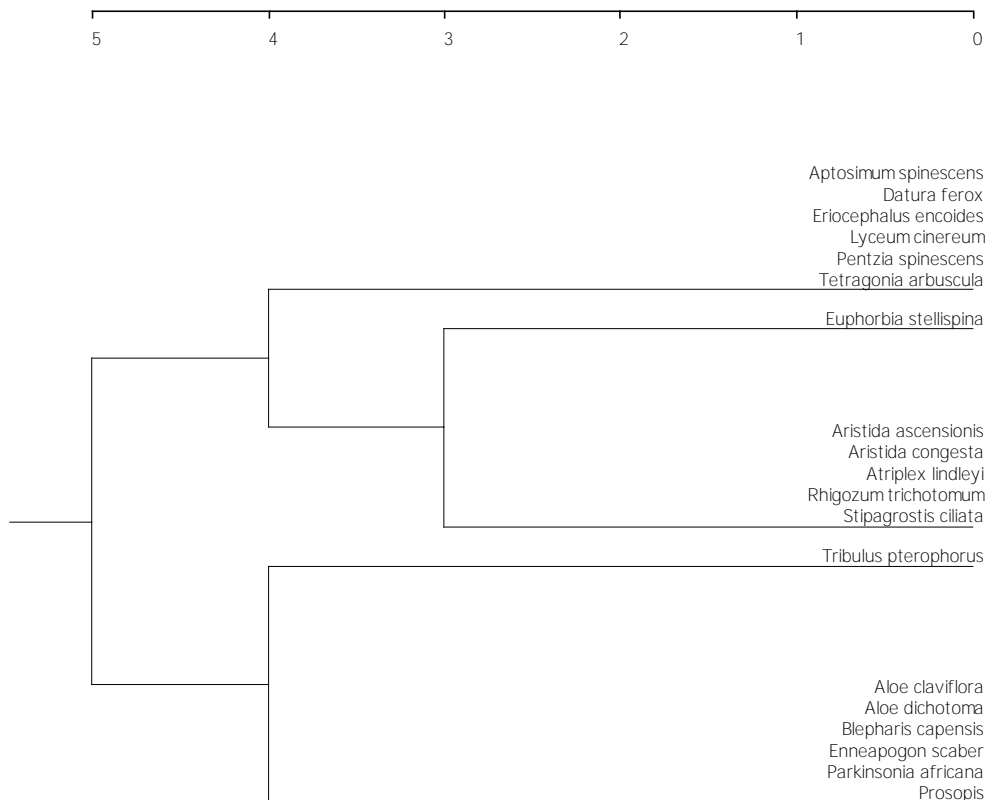 5 4 3 2 1 0
Aptosimum spinescens
Datura ferox
Eriocephalus encoides
Lyceum cinereum
Pentzia spinescens
Tetragonia arbuscula
Euphorbia stellispina
Aristida ascensionis
Aristida congesta
Atriplex lindleyi
Rhigozum trichotomum
Stipagrostis ciliata
Tribulus pterophorus
Aloe claviflora
Aloe dichotoma
Blepharis capensis
Enneapogon scaber
Parkinsonia africana
Prosopis